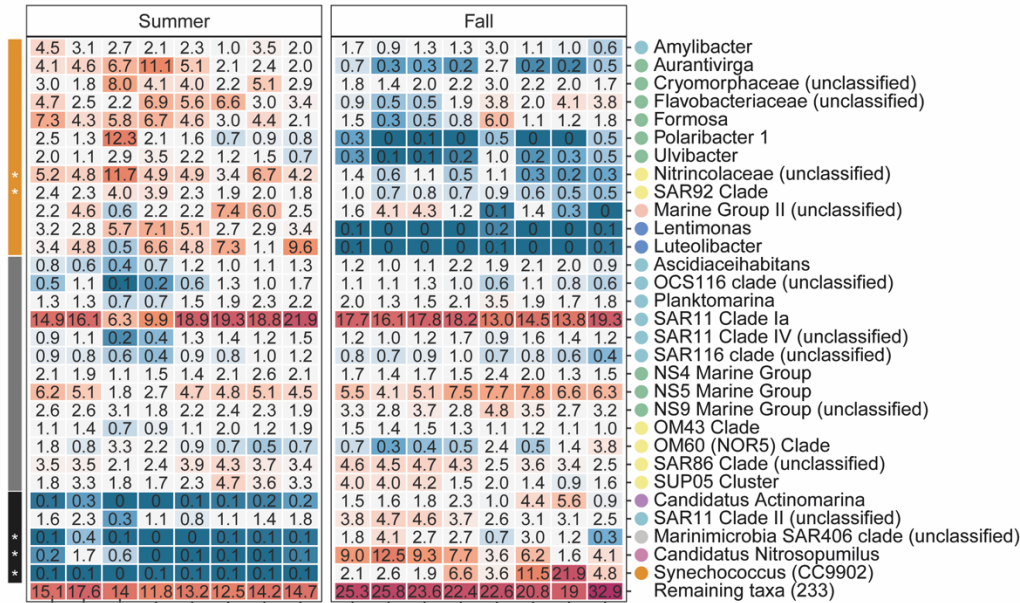 Summer Fall
4.5 3.1 2.7 2.1 2.3 1.0 3.5 2.0 1.7 0.9 1.3 1.3 3.0 1.1 1.0 0.6 Amylibacter
4.1 4.6 6.7 11.1 5.1 2.1 2.4 2.0 0.7 0.3 0.3 0.2 2.7 0.2 0.2 0.5 Aurantivirga
3.0 1.8 8.0 4.1 4.0 2.2 5.1 2.9 1.8 1.4 2.0 2.2 3.0 2.2 2.0 1.7 Cryomorphaceae (unclassified)
4.7 2.5 2.2 6.9 5.6 6.6 3.0 3.4 0.9 0.5 0.5 1.9 3.8 2.0 4.1 3.8 Flavobacteriaceae (unclassified)
7.3 4.3 5.8 6.7 4.6 3.0 4.4 2.1 1.5 0.3 0.5 0.8 6.0 1.1 1.2 1.8 Formosa
2.5 1.3 12.3 2.1 1.6 0.7 0.9 0.8 0.3 0 0.1 0 0.5 0 0 0.5 Polaribacter 1
2.0 1.1 2.9 3.5 2.2 1.2 1.5 0.7 0.3 0.1 0.1 0.2 1.0 0.2 0.3 0.5 Ulvibacter
* 5.2 4.8 11.7 4.9 4.9 3.4 6.7 4.2 1.4 0.6 1.1 0.5 1.1 0.3 0.2 0.3 Nitrincolaceae (unclassified)
* 2.4 2.3 4.0 3.9 2.3 1.9 2.0 1.8 1.0 0.7 0.8 0.7 0.9 0.6 0.5 0.5 SAR92 Clade
2.2 4.6 0.6 2.2 2.2 7.4 6.0 2.5 1.6 4.1 4.3 1.2 0.1 1.4 0.3 0 Marine Group II (unclassified)
3.2 2.8 5.7 7.1 5.1 2.7 2.9 3.4 0.1 0 0 0 0.2 0 0 0.1 Lentimonas
3.4 4.8 0.5 6.6 4.8 7.3 1.1 9.6 0.1 0 0.1 0 0 0 0 0.1 Luteolibacter
0.8 0.6 0.4 0.7 1.2 1.0 1.1 1.3 1.2 1.0 1.1 2.2 1.9 2.1 2.0 0.9 Ascidiaceihabitans
0.5 1.1 0.1 0.2 0.6 1.3 1.0 1.7 1.1 1.1 1.3 1.0 0.6 1.1 0.8 0.6 OCS116 clade (unclassified)
1.3 1.3 0.7 0.7 1.5 1.9 2.3 2.2 2.0 1.3 1.5 2.1 3.5 1.9 1.7 1.8 Planktomarina
14.9 16.1 6.3 9.9 18.9 19.3 18.8 21.9 17.7 16.1 17.8 18.2 13.0 14.5 13.8 19.3 SAR11 Clade Ia
0.9 1.1 0.2 0.4 1.3 1.4 1.2 1.5 1.2 1.0 1.2 1.7 0.9 1.6 1.4 1.2 SAR11 Clade IV (unclassified)
0.9 0.8 0.6 0.4 0.9 0.8 1.0 1.2 0.8 0.7 0.9 1.0 0.7 0.8 0.6 0.4 SAR116 clade (unclassified)
2.1 1.9 1.1 1.5 1.4 2.1 2.6 2.1 1.7 1.4 1.7 1.5 2.4 2.0 1.3 1.5 NS4 Marine Group
6.2 5.1 1.8 2.7 4.7 4.8 5.1 4.5 5.5 4.1 5.1 7.5 7.7 7.8 6.6 6.3 NS5 Marine Group
2.6 2.6 3.1 1.8 2.2 2.4 2.3 1.9 3.3 2.8 3.7 2.8 4.8 3.5 2.7 3.2 NS9 Marine Group (unclassified)
1.1 1.4 0.7 0.9 1.1 2.0 1.2 1.9 1.4 1.5 1.5 1.3 1.1 1.2 1.1 1.0 OM43 Clade
1.8 0.8 3.3 2.2 0.9 0.7 0.5 0.7 0.7 0.3 0.4 0.5 2.4 0.5 1.4 3.8 OM60 (NOR5) Clade
3.5 3.5 2.1 2.4 3.9 4.3 3.7 3.4 4.6 4.5 4.7 4.3 2.5 3.6 3.4 2.5 SAR86 Clade (unclassified)
1.8 3.3 1.8 1.7 2.3 4.7 3.6 3.3 4.0 4.0 4.2 1.5 2.0 1.4 0.9 1.6 SUP05 Cluster
0.1 0.3 0 0 0.1 0.1 0.2 0.2 1.5 1.6 1.8 2.3 1.0 4.4 5.6 0.9 Candidatus Actinomarina
1.6 2.3 0.3 1.1 0.8 1.1 1.4 1.8 3.8 4.7 4.6 3.7 2.6 3.1 3.1 2.5 SAR11 Clade II (unclassified)
* 0.1 0.4 0.1 0 0 0.1 0.1 0.1 1.8 4.1 2.7 2.7 0.7 3.0 1.2 0.3 Marinimicrobia SAR406 clade (unclassified)
* 0.2 1.7 0.6 0 0.1 0.1 0.1 0.1 9.0 12.5 9.3 7.7 3.6 6.2 1.6 4.1 Candidatus Nitrosopumilus
* 0.1 0.1 0.1 0.1 0.1 0.1 0.1 0.1 2.1 2.6 1.9 6.6 3.6 11.5 21.9 4.8 Synechococcus (CC9902)
15.1 17.6 14 11.8 13.2 12.5 14.2 14.7 25.3 25.8 23.6 22.4 22.6 20.8 19 32.9 Remaining taxa (233)